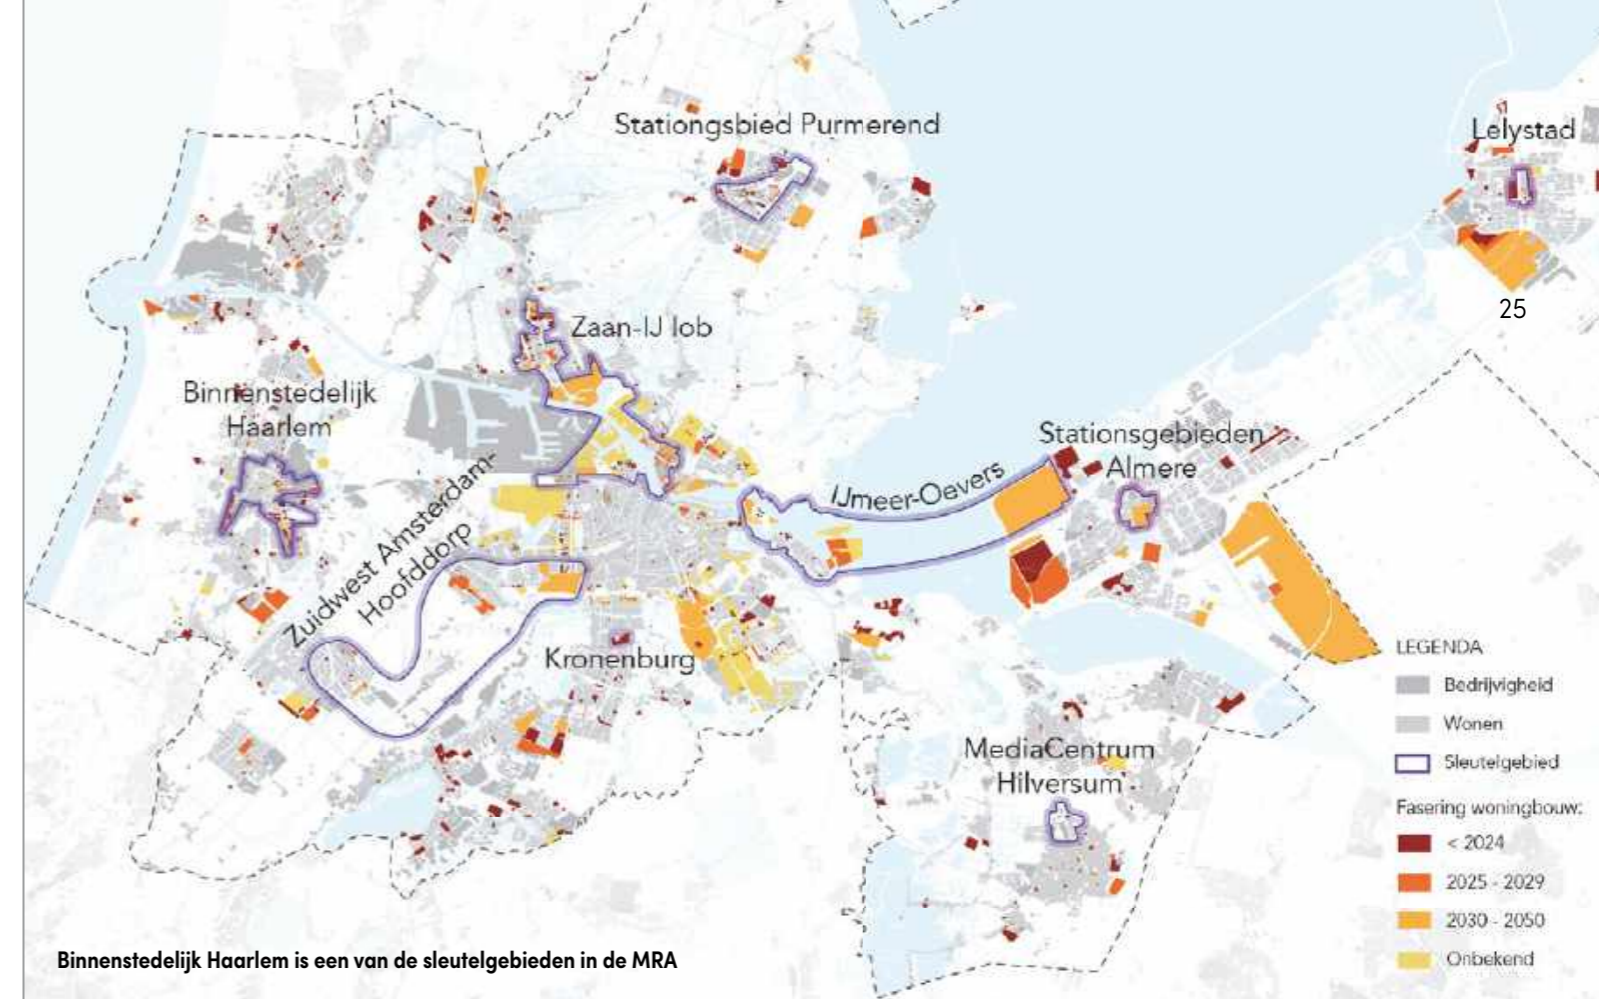 Stationgsbied Purmerend
Lelystad
25
Zaan-IJ lob
Binnenstedelijk
Haarlem
Stationsgebieden
Almere
IJmeer-Oevers
Zuidwest Amsterdam-
Hoofddorp
Kronenburg
MediaCentrum
Hilversum
LEGENDA
Bedrijvigheid
Wonen
Sleutelgebied
Fasering woningbouw:
< 2024
2025 - 2029
2030 - 2050
Onbekend
Binnenstedelijk Haarlem is een van de sleutelgebieden in de MRA